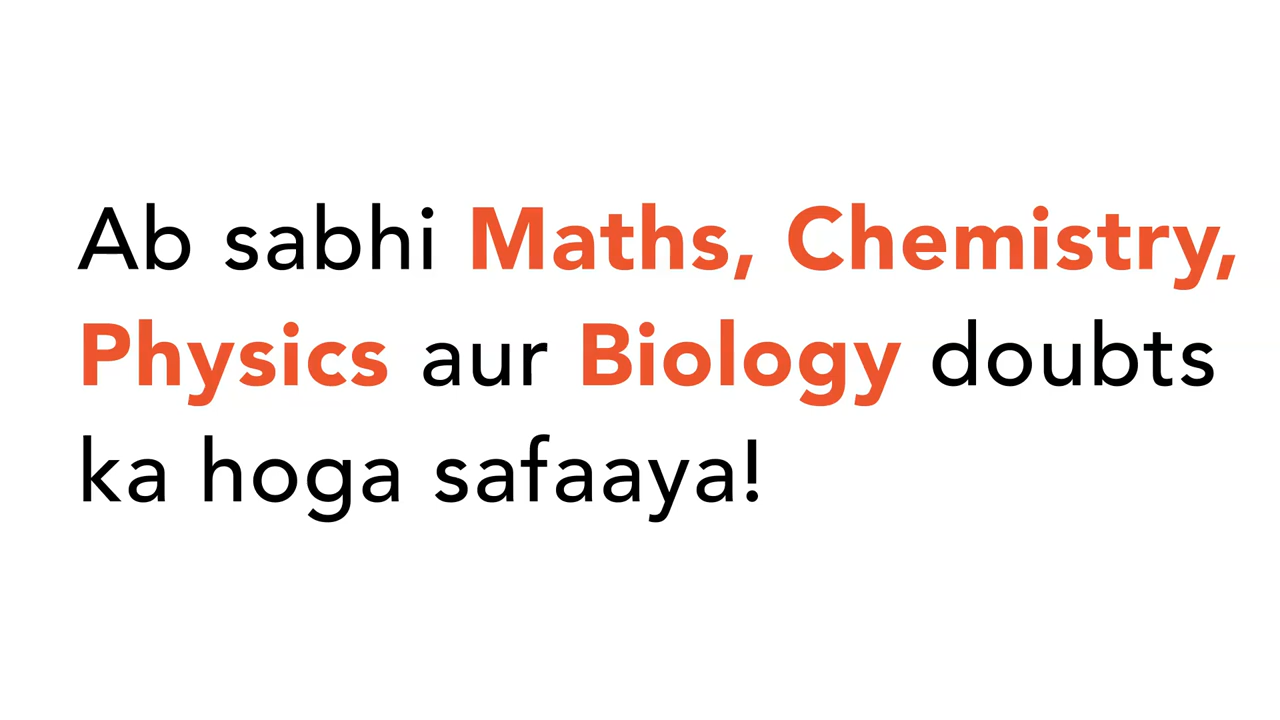 Ab sabhi Maths, Chemistry,
Physics aur Biology doubts
ka hoga safaaya!